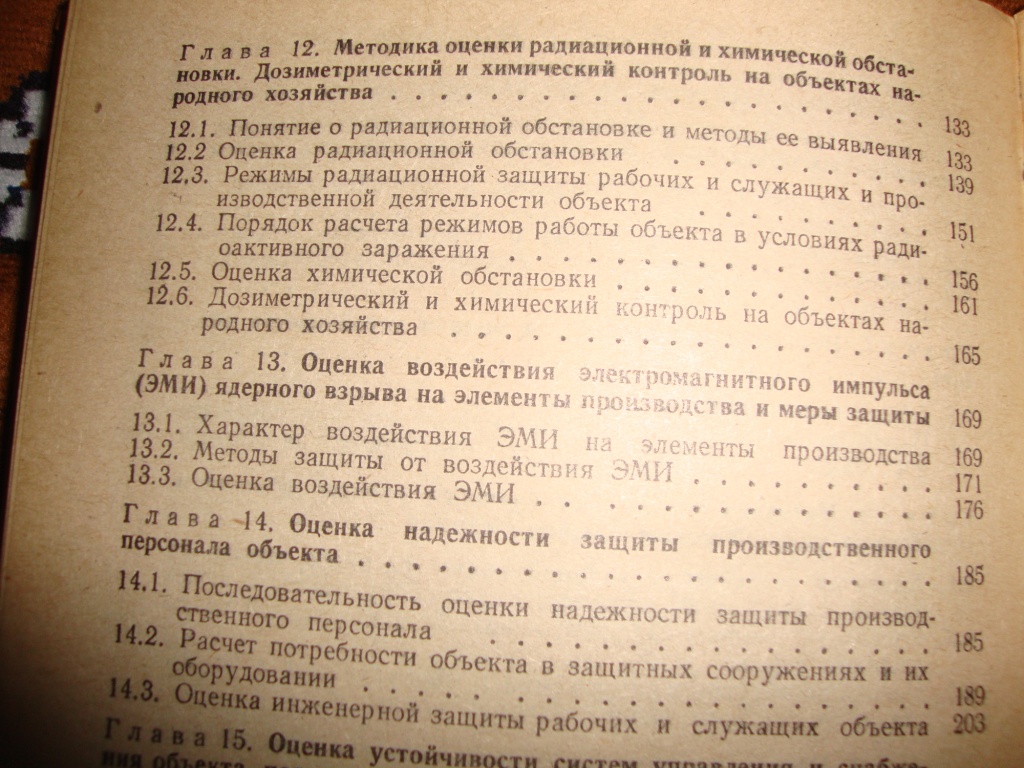 Глава 12. Методика оценки радиационной и химической обста-
новки. Дозиметрический и химический контроль на объектах на-
родного хозяйства . . . . . . . . . . . . . . . . . . . 133
12.1. Понятие о радиационной обстановке и методы ее выявления 133
12.2 Оценка радиационной обстановки . . . . . . . . . 139
12.3. Режимы радиационной защиты рабочих и служащих и про-
изводственной деятельности объекта . . . . . . . . 151
12.4. Порядок расчета режимов работы объекта в условиях ради-
оактивного заражения . . . . . . . . . . . . . . . 156
12.5. Оценка химической обстановки . . . . . . . . . . . 161
12.6. Дозиметрический и химический контроль на объектах на-
родного хозяйства . . . . . . . . . . . . . . . . . 165
Глава 13. Оценка воздействия электромагнитного импульса
(ЭМИ) ядерного взрыва на элементы производства и меры защиты 169
13.1. Характер воздействия ЭМИ на элементы производства 169
13.2. Методы защиты от воздействия ЭМИ . . . . . . . . . 171
13.3. Оценка воздействия ЭМИ . . . . . . . . . . . . . . 176
Глава 14. Оценка надежности защиты производственного
персонала объекта . . . . . . . . . . . . . . . . . . . . 185
14.1. Последовательность оценки надежности защиты производ-
ственного персонала . . . . . . . . . . . . . . . . 185
14.2. Расчет потребности объекта в защитных сооружениях и их
оборудовании . . . . . . . . . . . . . . . . . . . 189
14.3. Оценка инженерной защиты рабочих и служащих объекта 203
Глава 15. Оценка устойчивости систем управления и снабже-
ния объекта